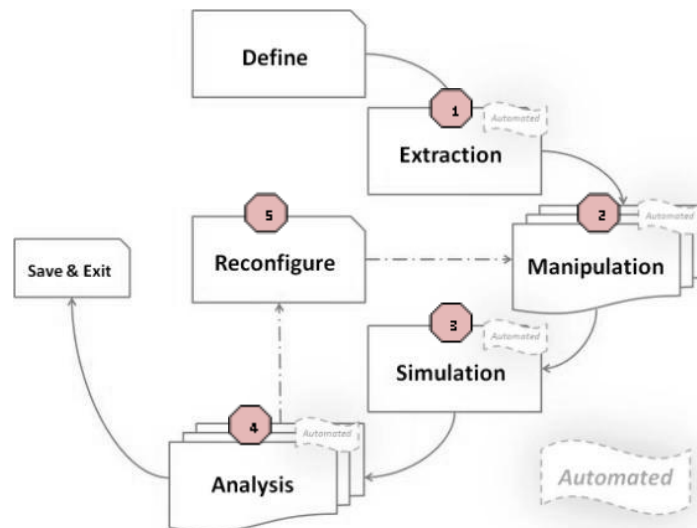 Define
1
Automated
Extraction
5
2
Automated
Reconfigure
Manipulation
Save & Exit
3
Automated
Simulation
4
Automated
Analysis
Automated